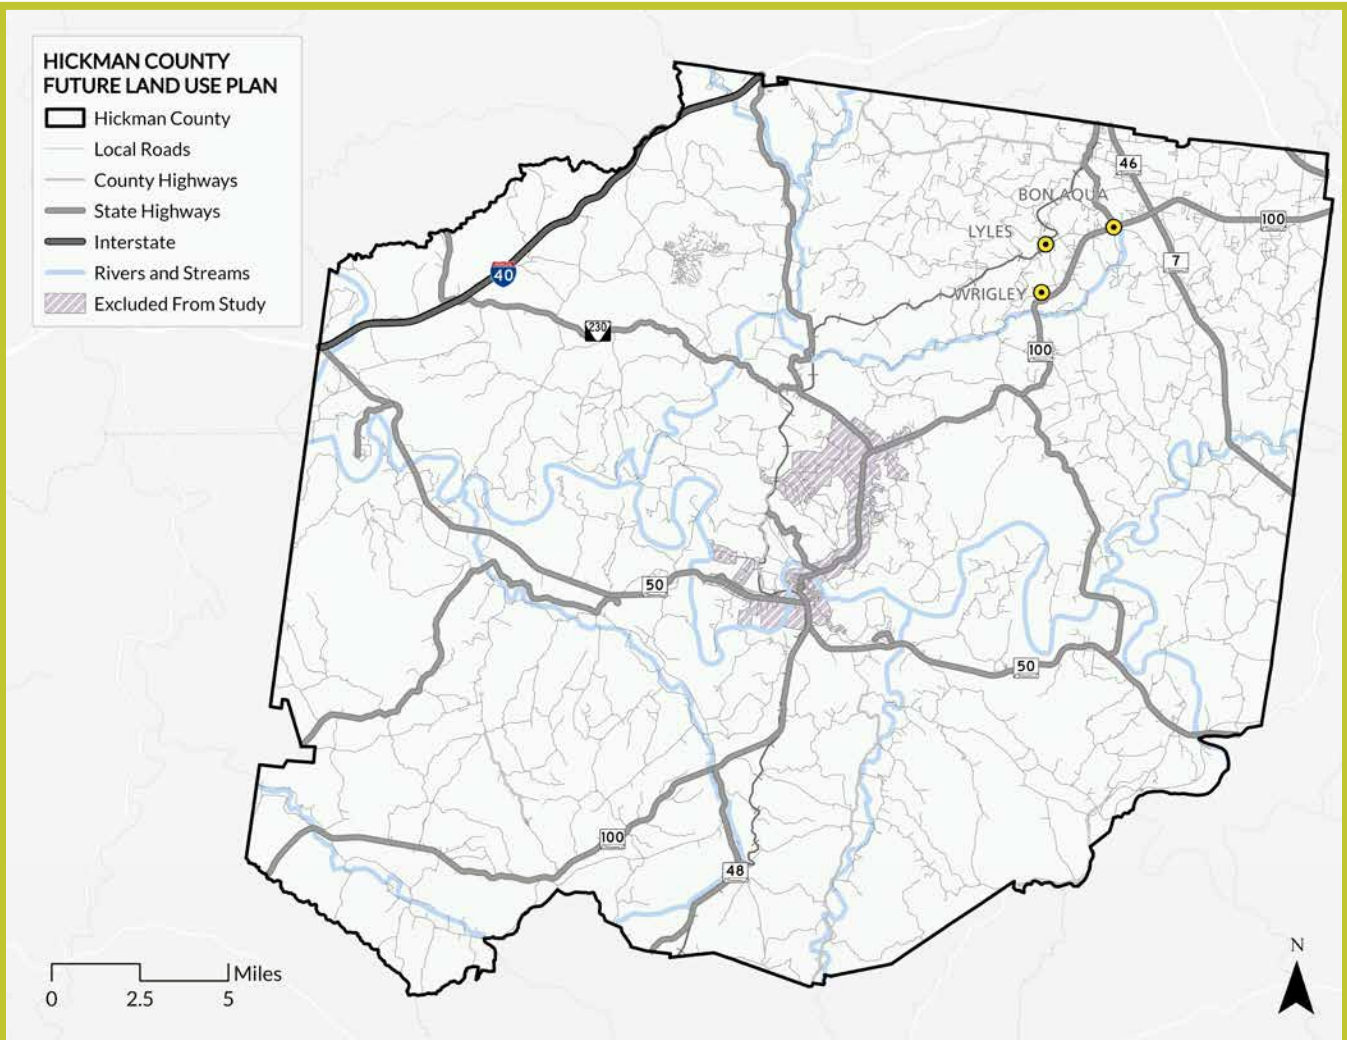 HICKMAN COUNTY
FUTURE LAND USE PLAN
Hickman County
Local Roads
County Highways
State Highways
Interstate
Rivers and Streams
Excluded From Study
46
BON AQUA
100
LYLES
7
40
WRIGLEY
230
100
50
50
100
48
Miles
0 2.5 5
N